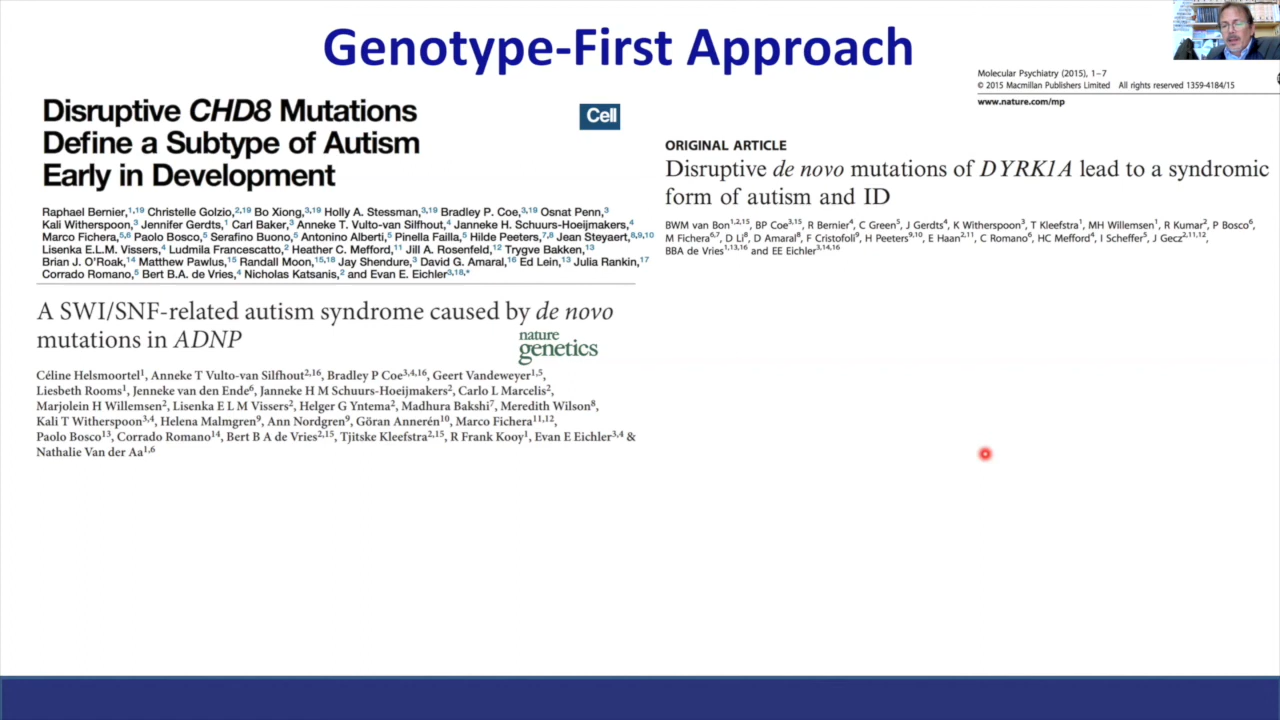 Genotype-First Approach
Disruptive CHD8 Mutations
Define a Subtype of Autism
Early in Development
Cell
Raphael Bernier,1,19 Christelle Golzio,2,19 Bo Xiong,3,19 Holly A. Stessman,3,19 Bradley P. Coe,3,19 Osnat Penn,3
Kali Witherspoon,3 Jennifer Gerdts,1 Carl Baker,3 Anneke T. Vulto-van Silfhout,4 Janneke H. Schuurs-Hoeijmakers,4
Marco Fichera,5,6 Paolo Bosco,5 Serafino Buono,5 Antonino Alberti,5 Pinella Failla,5 Hilde Peeters,7,8 Jean Steyaert,8,9,10
Lisenka E.L.M. Vissers,4 Ludmila Francescatto,2 Heather C. Mefford,11 Jill A. Rosenfeld,12 Trygve Bakken,13
Brian J. O'Roak,14 Matthew Pawlus,15 Randall Moon,15,18 Jay Shendure,3 David G. Amaral,16 Ed Lein,13 Julia Rankin,17
Corrado Romano,5 Bert B.A. de Vries,4 Nicholas Katsanis,2 and Evan E. Eichler3,18,*
A SWI/SNF-related autism syndrome caused by de novo
mutations in ADNP
nature
genetics
Céline Helsmoortel1, Anneke T Vulto-van Silfhout2,16, Bradley P Coe3,4,16, Geert Vandeweyer1,5,
Liesbeth Rooms1, Jenneke van den Ende6, Janneke H M Schuurs-Hoeijmakers2, Carlo L Marcelis2,
Marjolein H Willemsen2, Lisenka E L M Vissers2, Helger G Yntema2, Madhura Bakshi7, Meredith Wilson8,
Kali T Witherspoon3,4, Helena Malmgren9, Ann Nordgren9, Göran Annerén10, Marco Fichera11,12,
Paolo Bosco13, Corrado Romano14, Bert B A de Vries2,15, Tjitske Kleefstra2,15, R Frank Kooy1, Evan E Eichler3,4 &
Nathalie Van der Aa1,6
Molecular Psychiatry (2015), 1–7
© 2015 Macmillan Publishers Limited All rights reserved 1359-4184/15
www.nature.com/mp
ORIGINAL ARTICLE
Disruptive de novo mutations of DYRK1A lead to a syndromic
form of autism and ID
BWM van Bon1,2,15, BP Coe3,15, R Bernier4, C Green5, J Gerdts4, K Witherspoon3, T Kleefstra1, MH Willemsen1, R Kumar2, P Bosco6,
M Fichera6,7, D Li8, D Amaral8, F Cristofoli9, H Peeters9,10, E Haan2,11, C Romano6, HC Mefford4, I Scheffer5, J Gecz2,11,12,
BBA de Vries1,13,16 and EE Eichler3,14,16